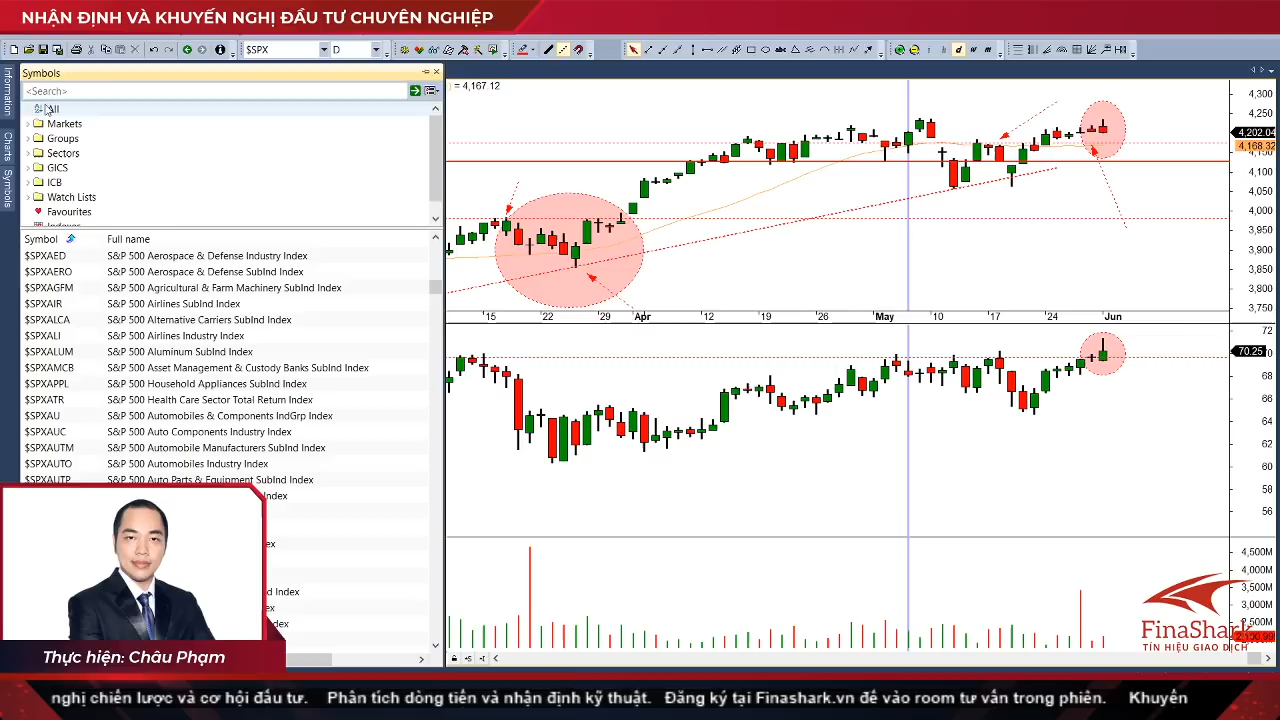 NHẬN ĐỊNH VÀ KHUYẾN NGHỊ ĐẦU TƯ CHUYÊN NGHIỆP
$SPX D
Symbols
<Search>
All
Markets
Groups
Sectors
GICS
ICB
Watch Lists
Favourites
Information
Charts
Symbols
Symbol Full name
$SPXAED S&P 500 Aerospace & Defense Industry Index
$SPXAERO S&P 500 Aerospace & Defense SubInd Index
$SPXAGFM S&P 500 Agricultural & Farm Machinery SubInd Index
$SPXAIR S&P 500 Airlines SubInd Index
$SPXALCA S&P 500 Alternative Carriers SubInd Index
$SPXALI S&P 500 Airlines Industry Index
$SPXALUM S&P 500 Aluminum SubInd Index
$SPXAMCB S&P 500 Asset Management & Custody Banks SubInd Index
$SPXAPPL S&P 500 Household Appliances SubInd Index
$SPXATR S&P 500 Health Care Sector Total Return Index
$SPXAU S&P 500 Automobiles & Components IndGrp Index
$SPXAUC S&P 500 Auto Components Industry Index
$SPXAUTM S&P 500 Automobile Manufacturers SubInd Index
$SPXAUTO S&P 500 Automobiles Industry Index
$SPXAUTP S&P 500 Auto Parts & Equipment SubInd Index
) = 4,167.12
4,300
4,250
4,202.04
4,168.32
4,150
4,100
4,050
4,000
3,950
3,900
3,850
3,800
3,750
15 22 29 Apr 12 19 26 May 10 17 24 Jun
72
70.25
68
66
64
62
60
58
56
4,500M
4,000M
3,500M
3,000M
2,500M
FinaShark
TÍN HIỆU GIAO DỊCH
Thực hiện: Châu Phạm
nghị chiến lược và cơ hội đầu tư. Phân tích dòng tiền và nhận định kỹ thuật. Đăng ký tại Finashark.vn để vào room tư vấn trong phiên. Khuyến